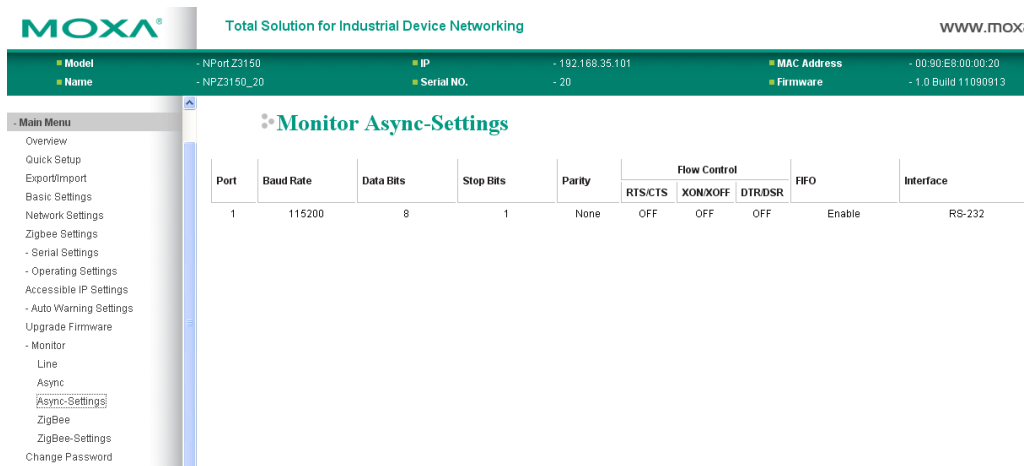 MOXA® Total Solution for Industrial Device Networking www.moxa
Model - NPort Z3150 IP - 192.168.35.101 MAC Address - 00:90:E8:00:00:20
Name - NPZ3150_20 Serial NO. - 20 Firmware - 1.0 Build 11090913
- Main Menu
Overview
Quick Setup
Export/Import
Basic Settings
Network Settings
Zigbee Settings
- Serial Settings
- Operating Settings
Accessible IP Settings
- Auto Warning Settings
Upgrade Firmware
- Monitor
Line
Async
Async-Settings
ZigBee
ZigBee-Settings
Change Password
Monitor Async-Settings
Port Baud Rate Data Bits Stop Bits Parity Flow Control FIFO Interface
RTS/CTS XON/XOFF DTR/DSR
1 115200 8 1 None OFF OFF OFF Enable RS-232